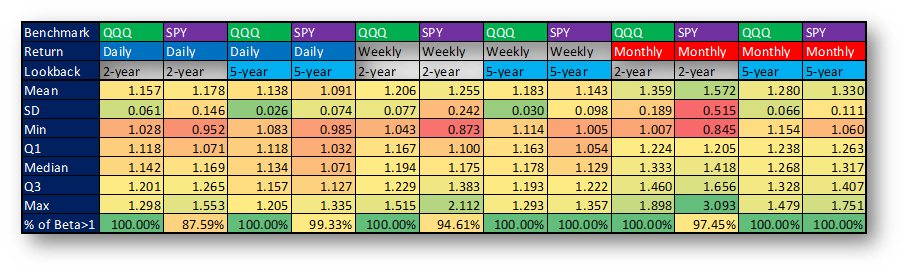 Benchmark QQQ SPY QQQ SPY QQQ SPY QQQ SPY QQQ SPY QQQ SPY
Return Daily Daily Daily Daily Weekly Weekly Weekly Weekly Monthly Monthly Monthly Monthly
Lookback 2-year 2-year 5-year 5-year 2-year 2-year 5-year 5-year 2-year 2-year 5-year 5-year
Mean 1.157 1.178 1.138 1.091 1.206 1.255 1.183 1.143 1.359 1.572 1.280 1.330
SD 0.061 0.146 0.026 0.074 0.077 0.242 0.030 0.098 0.189 0.515 0.066 0.111
Min 1.028 0.952 1.083 0.985 1.043 0.873 1.114 1.005 1.007 0.845 1.154 1.060
Q1 1.118 1.071 1.118 1.032 1.167 1.100 1.163 1.054 1.224 1.205 1.238 1.263
Median 1.142 1.169 1.134 1.071 1.194 1.175 1.178 1.129 1.333 1.418 1.268 1.317
Q3 1.201 1.265 1.157 1.127 1.229 1.383 1.193 1.222 1.460 1.656 1.328 1.407
Max 1.298 1.553 1.205 1.335 1.515 2.112 1.293 1.357 1.898 3.093 1.479 1.751
% of Beta>1 100.00% 87.59% 100.00% 99.33% 100.00% 94.61% 100.00% 100.00% 100.00% 97.45% 100.00% 100.00%